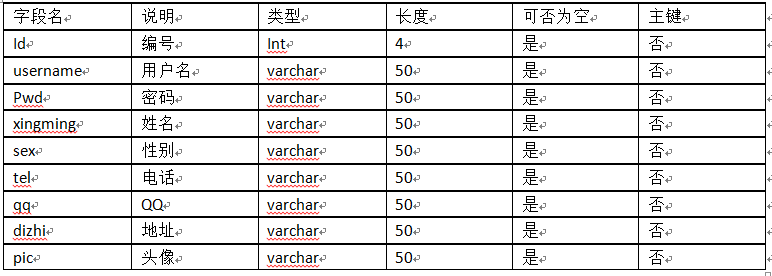 字段名 说明 类型 长度 可否为空 主键
Id 编号 Int 4 是 否
username 用户名 varchar 50 是 否
Pwd 密码 varchar 50 是 否
xingming 姓名 varchar 50 是 否
sex 性别 varchar 50 是 否
tel 电话 varchar 50 是 否
qq QQ varchar 50 是 否
dizhi 地址 varchar 50 是 否
pic 头像 varchar 50 是 否